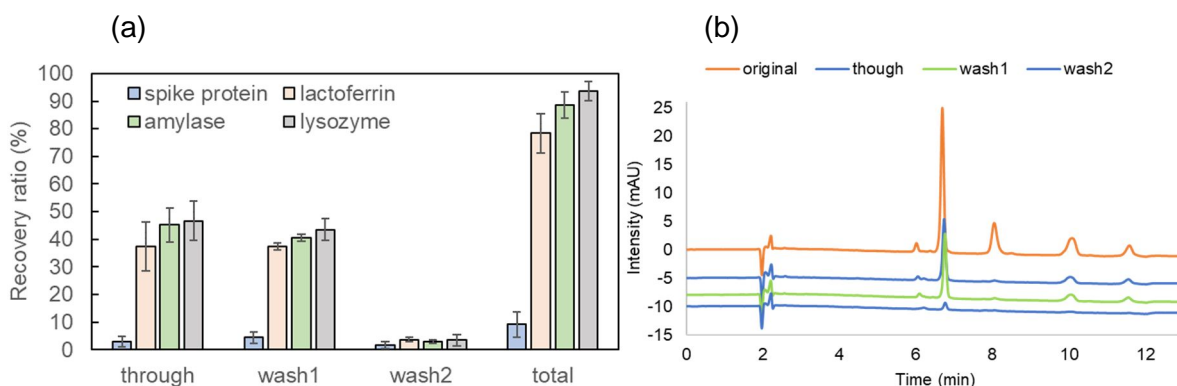 (a)
100
90
80
70
60
50
40
30
20
10
0
Recovery ratio (%)
spike protein lactoferrin
amylase lysozyme
through wash1 wash2 total
(b)
original though wash1 wash2
25
20
15
10
5
0
-5
-10
-15
Intensity (mAU)
0 2 4 6 8 10 12
Time (min)